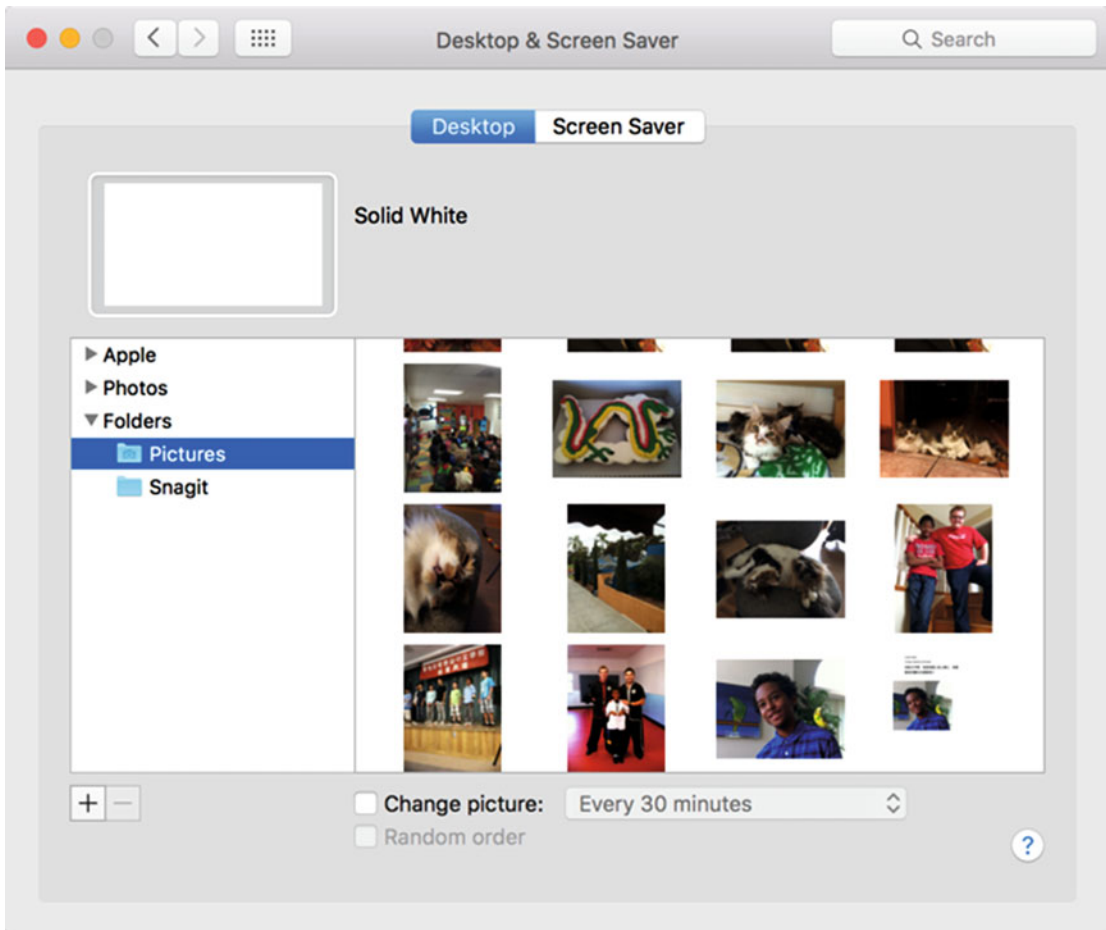 Desktop & Screen Saver
Search
Desktop
Screen Saver
Solid White
Apple
Photos
Folders
Pictures
Snagit
Change picture:
Every 30 minutes
Random order
?